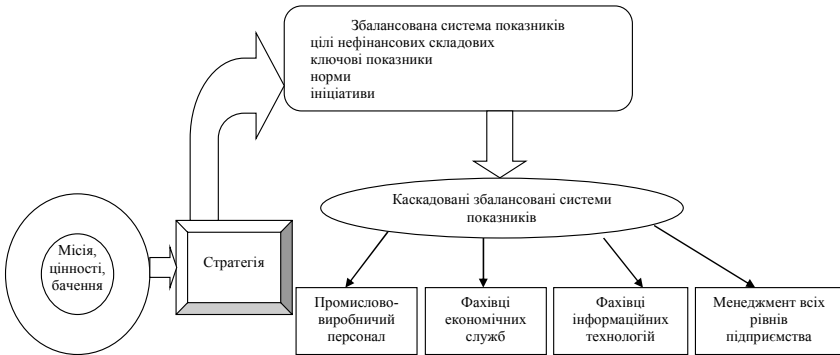 Збалансована система показників
цілі нефінансових складових
ключові показники
норми
ініціативи
Каскадовані збалансовані системи
показників
Місія,
цінності,
бачення
Стратегія
Промислово-
виробничий
персонал
Фахівці
економічних
служб
Фахівці
інформаційних
технологій
Менеджмент всіх
рівнів
підприємства